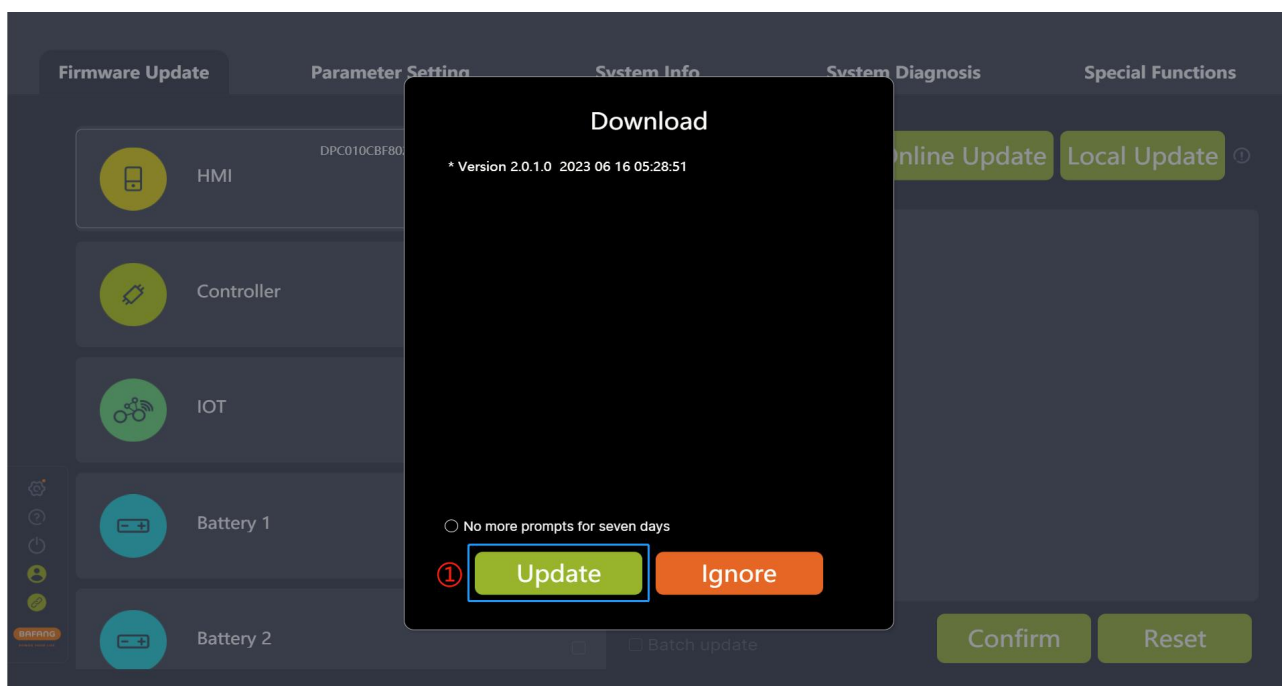 Firmware Update
Parameter Setting
System Info
System Diagnosis
Special Functions
Download
DPC010CBF80
* Version 2.0.1.0 2023 06 16 05:28:51
nline Update
Local Update
HMI
Controller
IOT
Battery 1
No more prompts for seven days
① Update
Ignore
BAFANG
Battery 2
Batch update
Confirm
Reset